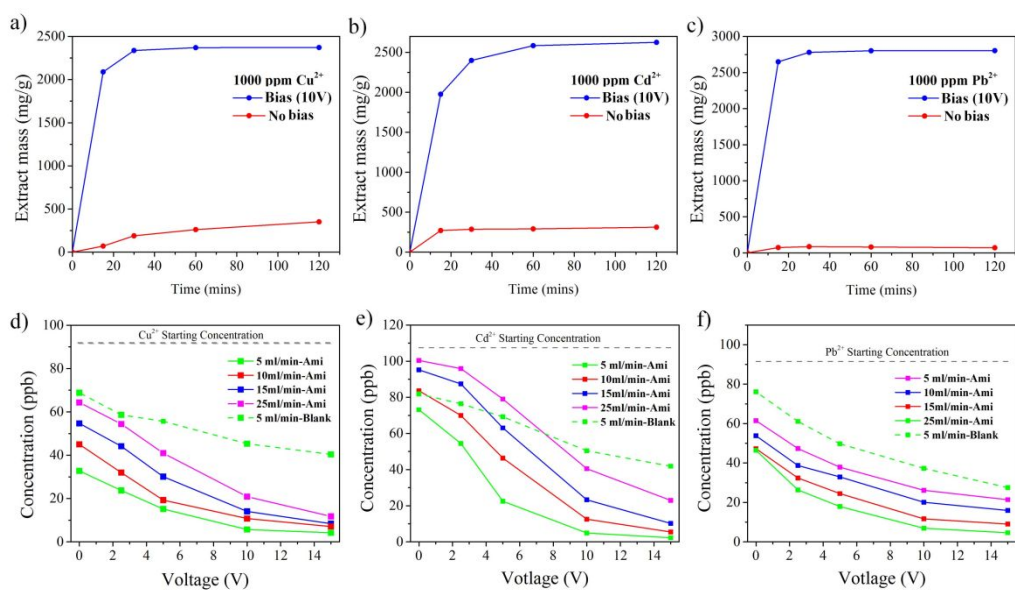 a)
2500
2000
1500
1000
500
0
Extract mass (mg/g)
1000 ppm Cu²⁺
Bias (10V)
No bias
0 20 40 60 80 100 120
Time (mins)
b)
2500
2000
1500
1000
500
0
Extract mass (mg/g)
1000 ppm Cd²⁺
Bias (10V)
No bias
0 20 40 60 80 100 120
Time (mins)
c)
3000
2500
2000
1500
1000
500
0
Extract mass (mg/g)
1000 ppm Pb²⁺
Bias (10V)
No bias
0 20 40 60 80 100 120
Time (mins)
d)
100
80
60
40
20
0
Concentration (ppb)
Cu²⁺ Starting Concentration
5 ml/min-Ami
10ml/min-Ami
15ml/min-Ami
25ml/min-Ami
5 ml/min-Blank
0 2 4 6 8 10 12 14
Voltage (V)
e)
120
100
80
60
40
20
0
Concentration (ppb)
Cd²⁺ Starting Concentration
5 ml/min-Ami
10ml/min-Ami
15ml/min-Ami
25ml/min-Ami
5 ml/min-Blank
0 2 4 6 8 10 12 14
Votlage (V)
f)
100
80
60
40
20
0
Concentration (ppb)
Pb²⁺ Starting Concentration
5 ml/min-Ami
10ml/min-Ami
15ml/min-Ami
25ml/min-Ami
5 ml/min-Blank
0 2 4 6 8 10 12 14
Votlage (V)